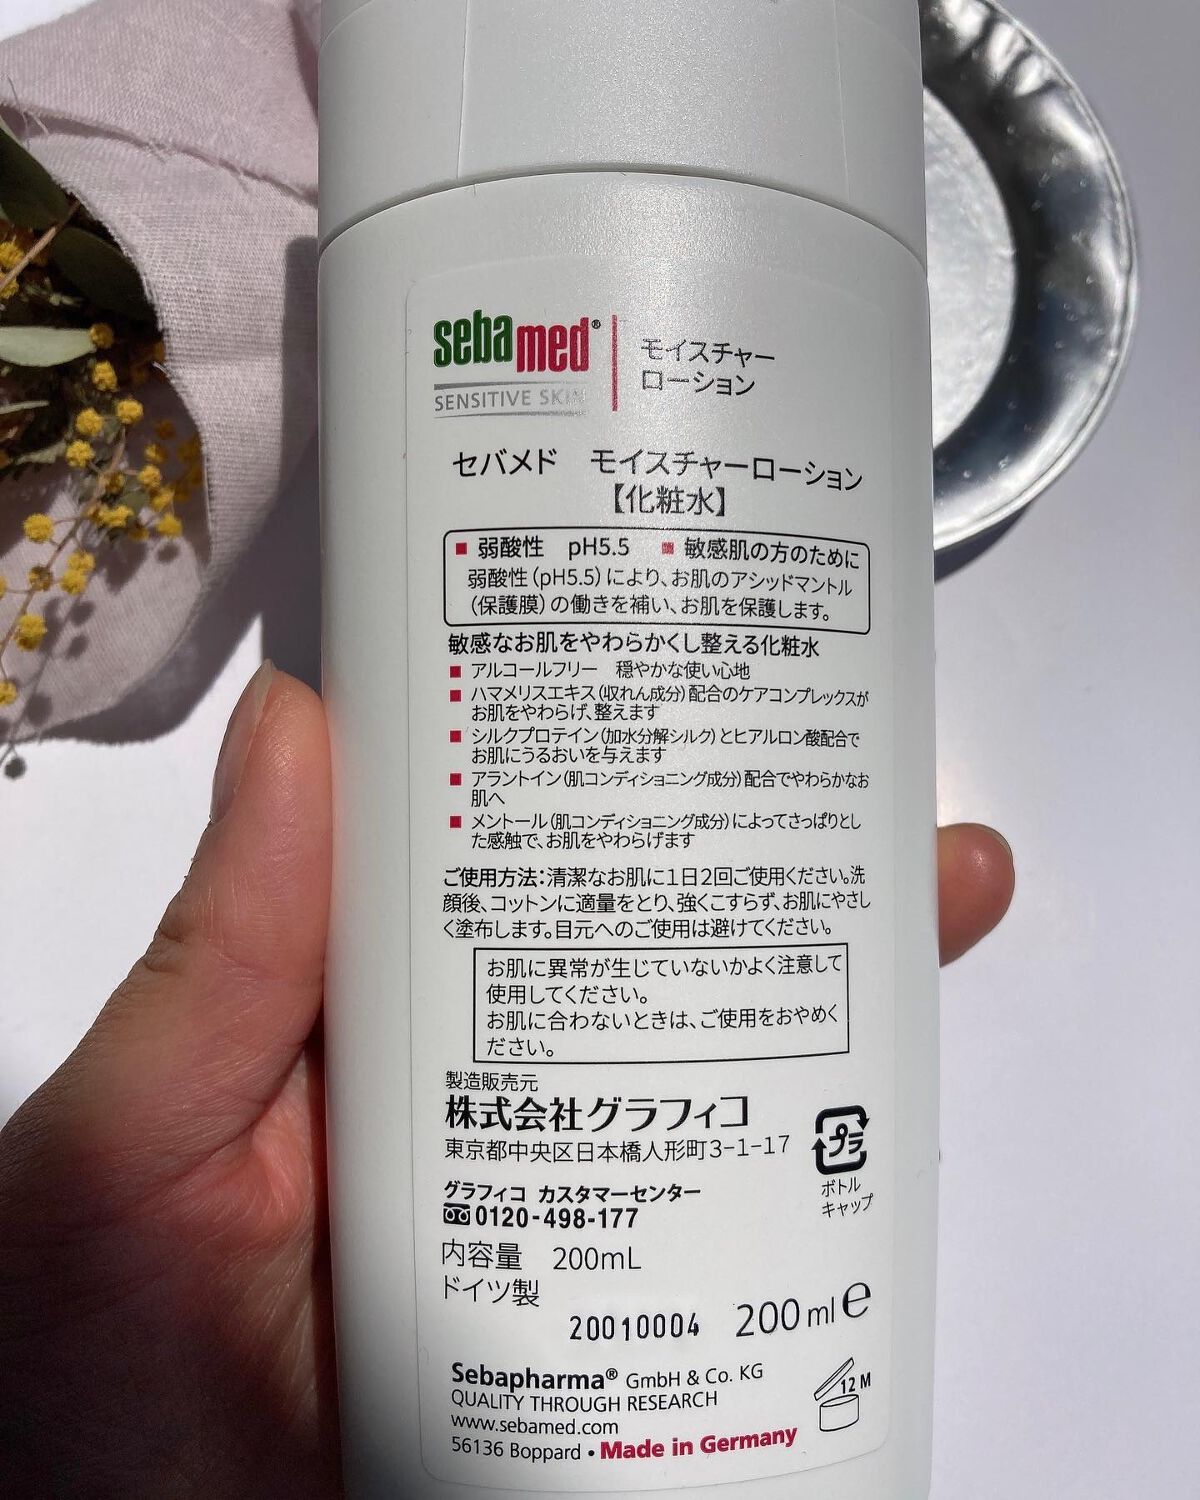 sebamed®
SENSITIVE SKIN
モイスチャー
ローション
セバメド　モイスチャーローション
【化粧水】
■ 弱酸性　pH5.5　■ 敏感肌の方のために
弱酸性（pH5.5）により、お肌のアシッドマントル
（保護膜）の働きを補い、お肌を保護します。
敏感なお肌をやわらかくし整える化粧水
■ アルコールフリー　穏やかな使い心地
■ ハマメリスエキス（収れん成分）配合のケアコンプレックスが
お肌をやわらげ、整えます
■ シルクプロテイン（加水分解シルク）とヒアルロン酸配合で
お肌にうるおいを与えます
■ アラントイン（肌コンディショニング成分）配合でやわらかなお
肌へ
■ メントール（肌コンディショニング成分）によってさっぱりとし
た感触で、お肌をやわらげます
ご使用方法：清潔なお肌に1日2回ご使用ください。洗
顔後、コットンに適量をとり、強くこすらず、お肌にやさし
く塗布します。目元へのご使用は避けてください。
お肌に異常が生じていないかよく注意して
使用してください。
お肌に合わないときは、ご使用をおやめく
ださい。
製造販売元
株式会社グラフィコ
東京都中央区日本橋人形町3-1-17
プラ
ボトル
キャップ
グラフィコ カスタマーセンター
0120-498-177
内容量　200mL
ドイツ製
20010004 200 ml e
Sebapharma® GmbH & Co. KG
QUALITY THROUGH RESEARCH
www.sebamed.com
56136 Boppard • Made in Germany
12 M